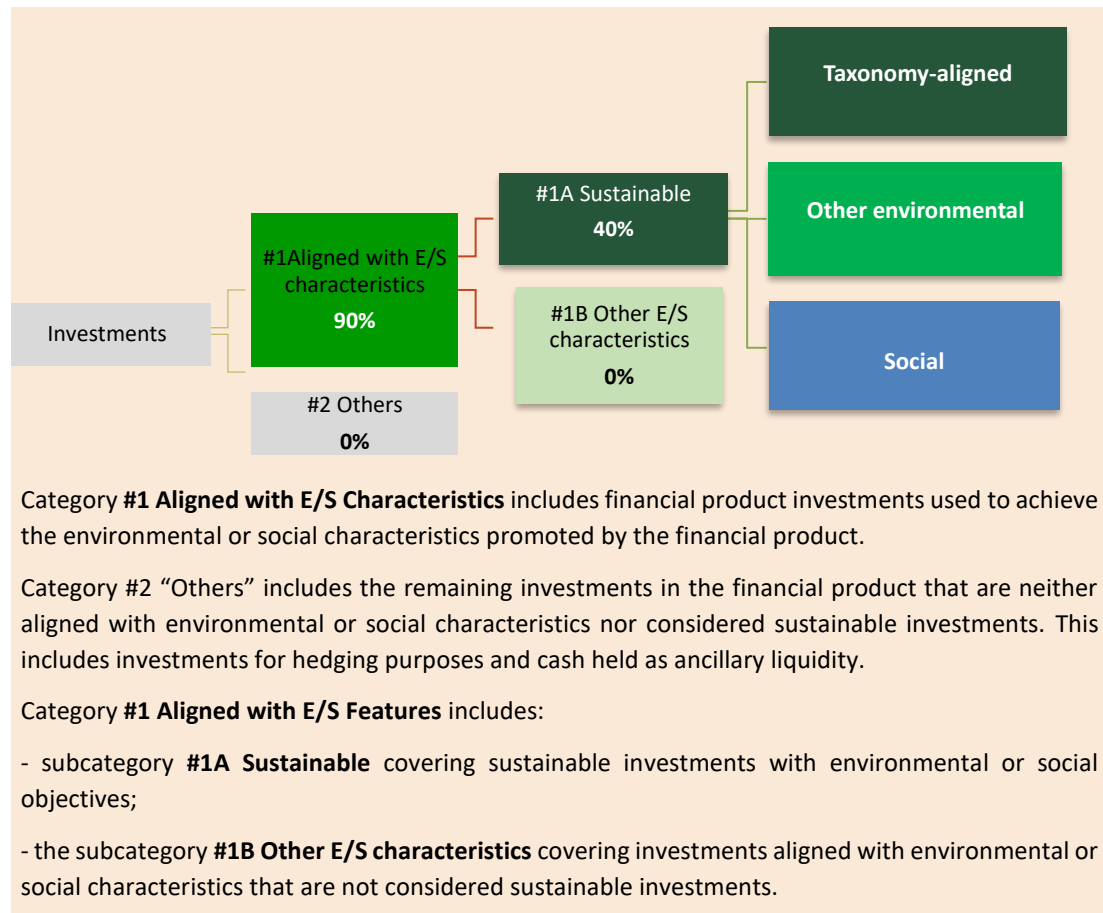 Taxonomy-aligned
#1A Sustainable
40%
Other environmental
#1Aligned with E/S
characteristics
90%
#1B Other E/S
characteristics
0%
Investments
Social
#2 Others
0%
Category #1 Aligned with E/S Characteristics includes financial product investments used to achieve
the environmental or social characteristics promoted by the financial product.
Category #2 “Others” includes the remaining investments in the financial product that are neither
aligned with environmental or social characteristics nor considered sustainable investments. This
includes investments for hedging purposes and cash held as ancillary liquidity.
Category #1 Aligned with E/S Features includes:
- subcategory #1A Sustainable covering sustainable investments with environmental or social
objectives;
- the subcategory #1B Other E/S characteristics covering investments aligned with environmental or
social characteristics that are not considered sustainable investments.